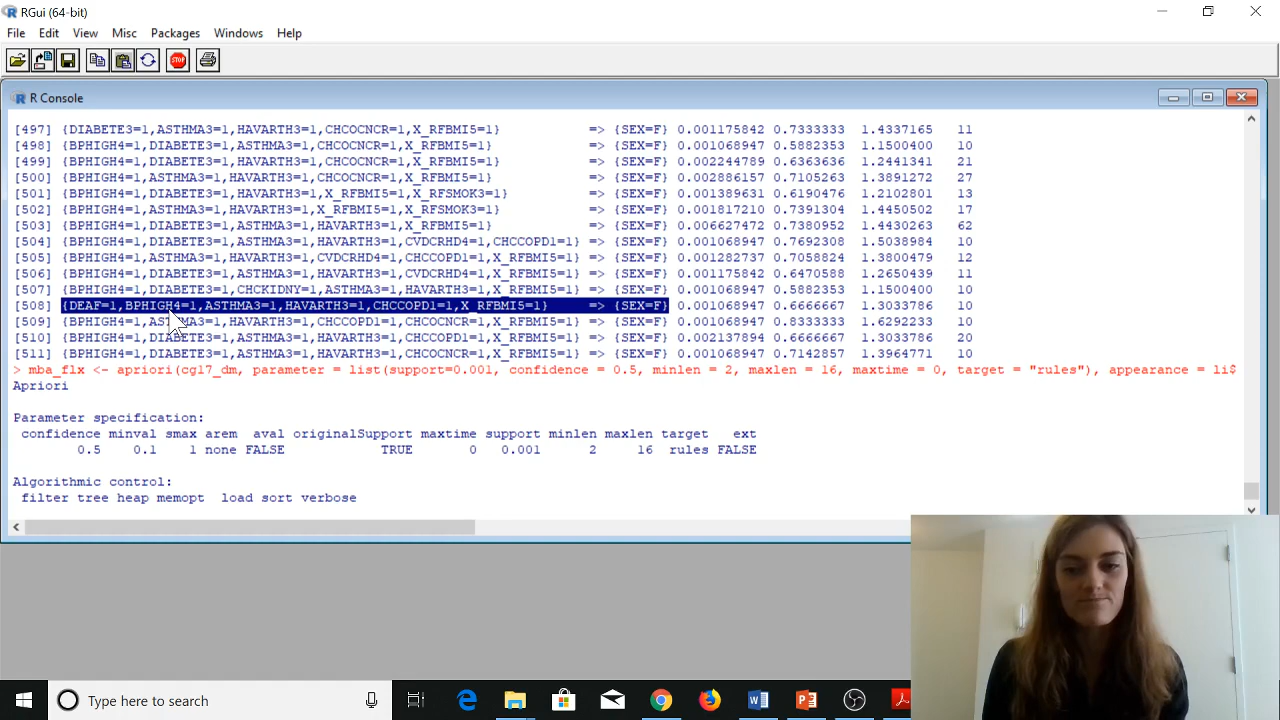 RGui (64-bit)
File Edit View Misc Packages Windows Help
STOP
R Console
[497] {DIABETE3=1,ASTHMA3=1,HAVARTH3=1,CHCOCNCR=1,X_RFBMI5=1} => {SEX=F} 0.001175842 0.7333333 1.4337165 11
[498] {BPHIGH4=1,DIABETE3=1,ASTHMA3=1,CHCOCNCR=1,X_RFBMI5=1} => {SEX=F} 0.001068947 0.5882353 1.1500400 10
[499] {BPHIGH4=1,DIABETE3=1,HAVARTH3=1,CHCOCNCR=1,X_RFBMI5=1} => {SEX=F} 0.002244789 0.6363636 1.2441341 21
[500] {BPHIGH4=1,ASTHMA3=1,HAVARTH3=1,CHCOCNCR=1,X_RFBMI5=1} => {SEX=F} 0.002886157 0.7105263 1.3891272 27
[501] {BPHIGH4=1,DIABETE3=1,HAVARTH3=1,X_RFBMI5=1,X_RFSMOK3=1} => {SEX=F} 0.001389631 0.6190476 1.2102801 13
[502] {BPHIGH4=1,ASTHMA3=1,HAVARTH3=1,X_RFBMI5=1,X_RFSMOK3=1} => {SEX=F} 0.001817210 0.7391304 1.4450502 17
[503] {BPHIGH4=1,DIABETE3=1,ASTHMA3=1,HAVARTH3=1,X_RFBMI5=1} => {SEX=F} 0.006627472 0.7380952 1.4430263 62
[504] {BPHIGH4=1,DIABETE3=1,ASTHMA3=1,HAVARTH3=1,CVDCRHD4=1,CHCCOPD1=1} => {SEX=F} 0.001068947 0.7692308 1.5038984 10
[505] {BPHIGH4=1,ASTHMA3=1,HAVARTH3=1,CVDCRHD4=1,CHCCOPD1=1,X_RFBMI5=1} => {SEX=F} 0.001282737 0.7058824 1.3800479 12
[506] {BPHIGH4=1,DIABETE3=1,ASTHMA3=1,HAVARTH3=1,CVDCRHD4=1,X_RFBMI5=1} => {SEX=F} 0.001175842 0.6470588 1.2650439 11
[507] {BPHIGH4=1,DIABETE3=1,CHCKIDNY=1,ASTHMA3=1,HAVARTH3=1,X_RFBMI5=1} => {SEX=F} 0.001068947 0.5882353 1.1500400 10
[508] {DEAF=1,BPHIGH4=1,ASTHMA3=1,HAVARTH3=1,CHCCOPD1=1,X_RFBMI5=1} => {SEX=F} 0.001068947 0.6666667 1.3033786 10
[509] {BPHIGH4=1,ASTHMA3=1,HAVARTH3=1,CHCCOPD1=1,CHCOCNCR=1,X_RFBMI5=1} => {SEX=F} 0.001068947 0.8333333 1.6292233 10
[510] {BPHIGH4=1,DIABETE3=1,ASTHMA3=1,HAVARTH3=1,CHCCOPD1=1,X_RFBMI5=1} => {SEX=F} 0.002137894 0.6666667 1.3033786 20
[511] {BPHIGH4=1,DIABETE3=1,ASTHMA3=1,HAVARTH3=1,CHCOCNCR=1,X_RFBMI5=1} => {SEX=F} 0.001068947 0.7142857 1.3964771 10
> mba_flx <- apriori(cg17_dm, parameter = list(support=0.001, confidence = 0.5, minlen = 2, maxlen = 16, maxtime = 0, target = "rules"), appearance = li$
Apriori
Parameter specification:
confidence minval smax arem aval originalSupport maxtime support minlen maxlen target ext
0.5 0.1 1 none FALSE TRUE 0 0.001 2 16 rules FALSE
Algorithmic control:
filter tree heap memopt load sort verbose
Type here to search